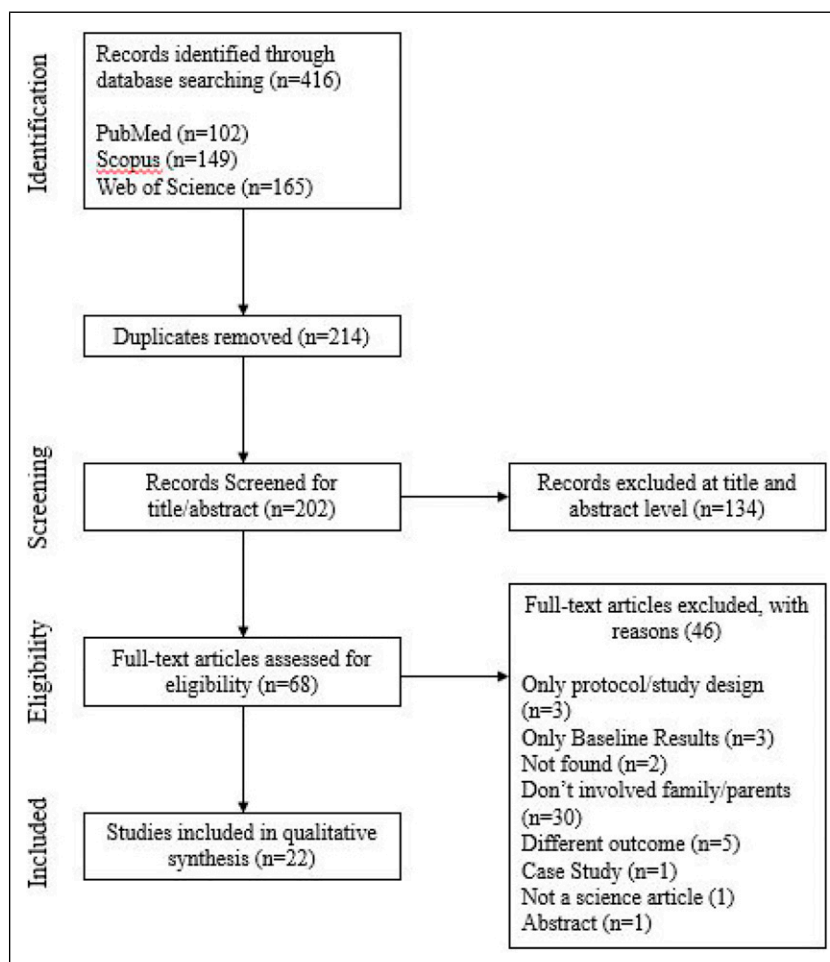 Identification
Records identified through
database searching (n=416)
PubMed (n=102)
Scopus (n=149)
Web of Science (n=165)
Duplicates removed (n=214)
Screening
Records Screened for
title/abstract (n=202)
Records excluded at title and
abstract level (n=134)
Eligibility
Full-text articles assessed for
eligibility (n=68)
Full-text articles excluded, with
reasons (46)
Only protocol/study design
(n=3)
Only Baseline Results (n=3)
Not found (n=2)
Don’t involved family/parents
(n=30)
Different outcome (n=5)
Case Study (n=1)
Not a science article (1)
Abstract (n=1)
Included
Studies included in qualitative
synthesis (n=22)